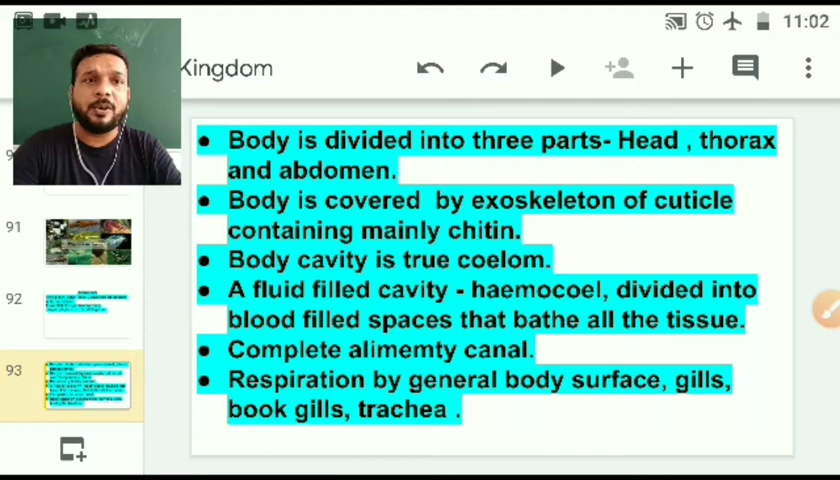 11:02
Kingdom
● Body is divided into three parts- Head , thorax
and abdomen.
● Body is covered by exoskeleton of cuticle
containing mainly chitin.
● Body cavity is true coelom.
● A fluid filled cavity - haemocoel, divided into
blood filled spaces that bathe all the tissue.
● Complete alimemty canal.
● Respiration by general body surface, gills,
book gills, trachea .
91
92
93